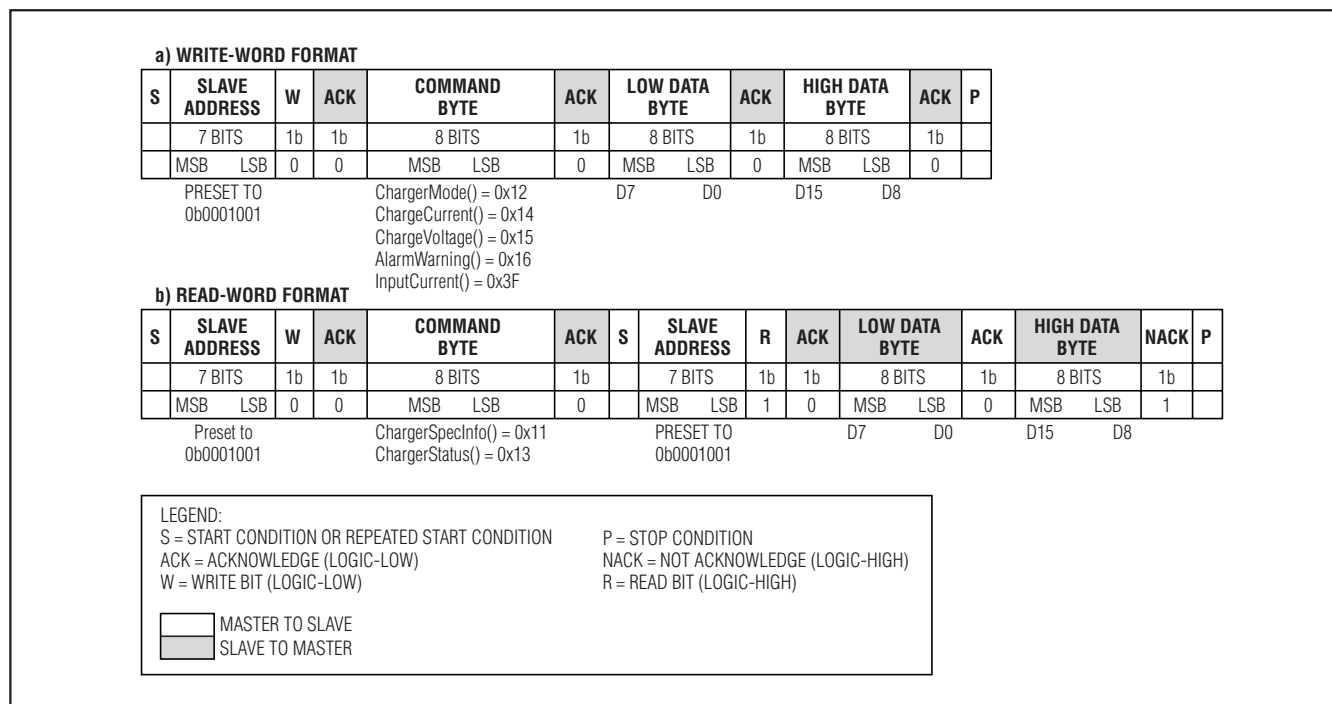 a) WRITE-WORD FORMAT
S SLAVE ADDRESS W ACK COMMAND BYTE ACK LOW DATA BYTE ACK HIGH DATA BYTE ACK P
7 BITS 1b 1b 8 BITS 1b 8 BITS 1b 8 BITS 1b
MSB LSB 0 0 MSB LSB 0 MSB LSB 0 MSB LSB 0
PRESET TO 0b0001001
ChargerMode() = 0x12
ChargeCurrent() = 0x14
ChargeVoltage() = 0x15
AlarmWarning() = 0x16
InputCurrent() = 0x3F
D7 D0 D15 D8
b) READ-WORD FORMAT
S SLAVE ADDRESS W ACK COMMAND BYTE ACK S SLAVE ADDRESS R ACK LOW DATA BYTE ACK HIGH DATA BYTE NACK P
7 BITS 1b 1b 8 BITS 1b 7 BITS 1b 1b 8 BITS 1b 8 BITS 1b
MSB LSB 0 0 MSB LSB 0 MSB LSB 1 0 MSB LSB 0 MSB LSB 1
Preset to 0b0001001
ChargerSpecInfo() = 0x11
ChargerStatus() = 0x13
PRESET TO 0b0001001
D7 D0 D15 D8
LEGEND:
S = START CONDITION OR REPEATED START CONDITION
ACK = ACKNOWLEDGE (LOGIC-LOW)
W = WRITE BIT (LOGIC-LOW)
P = STOP CONDITION
NACK = NOT ACKNOWLEDGE (LOGIC-HIGH)
R = READ BIT (LOGIC-HIGH)
MASTER TO SLAVE
SLAVE TO MASTER